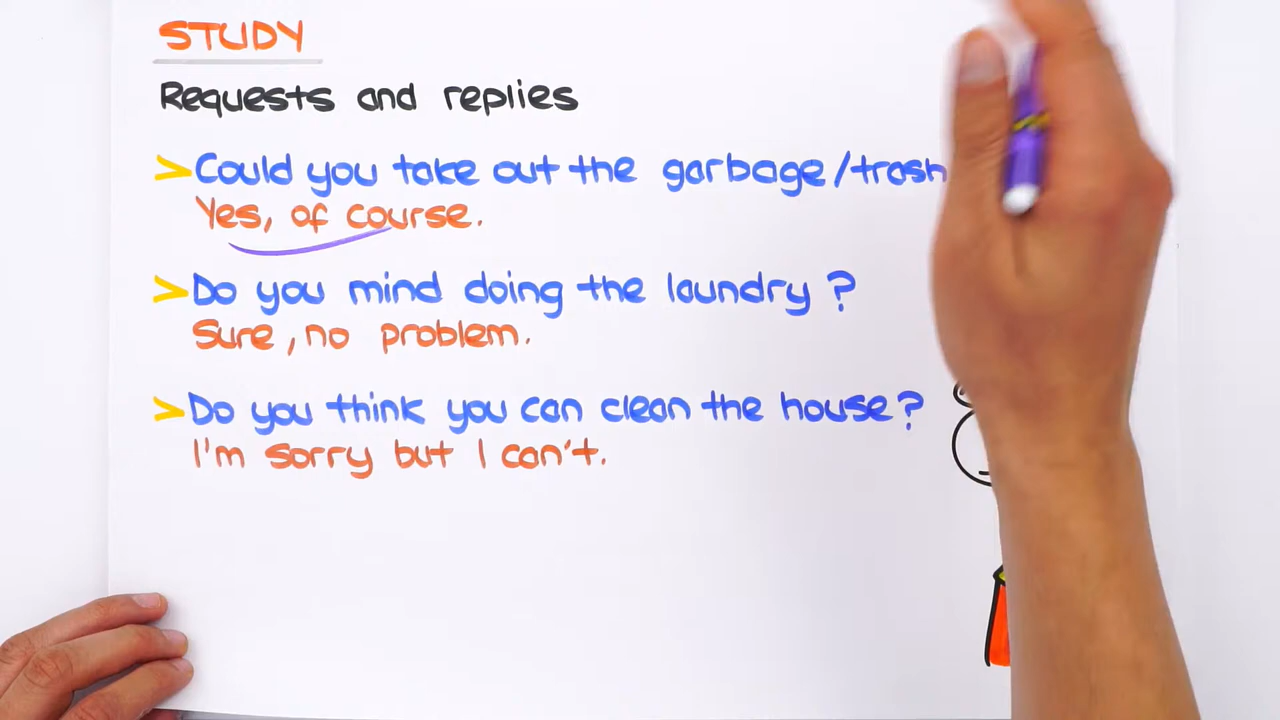 STUDY
Requests and replies
> Could you take out the garbage/trash
Yes, of course.
> Do you mind doing the laundry?
Sure, no problem.
> Do you think you can clean the house?
I'm sorry but I can't.